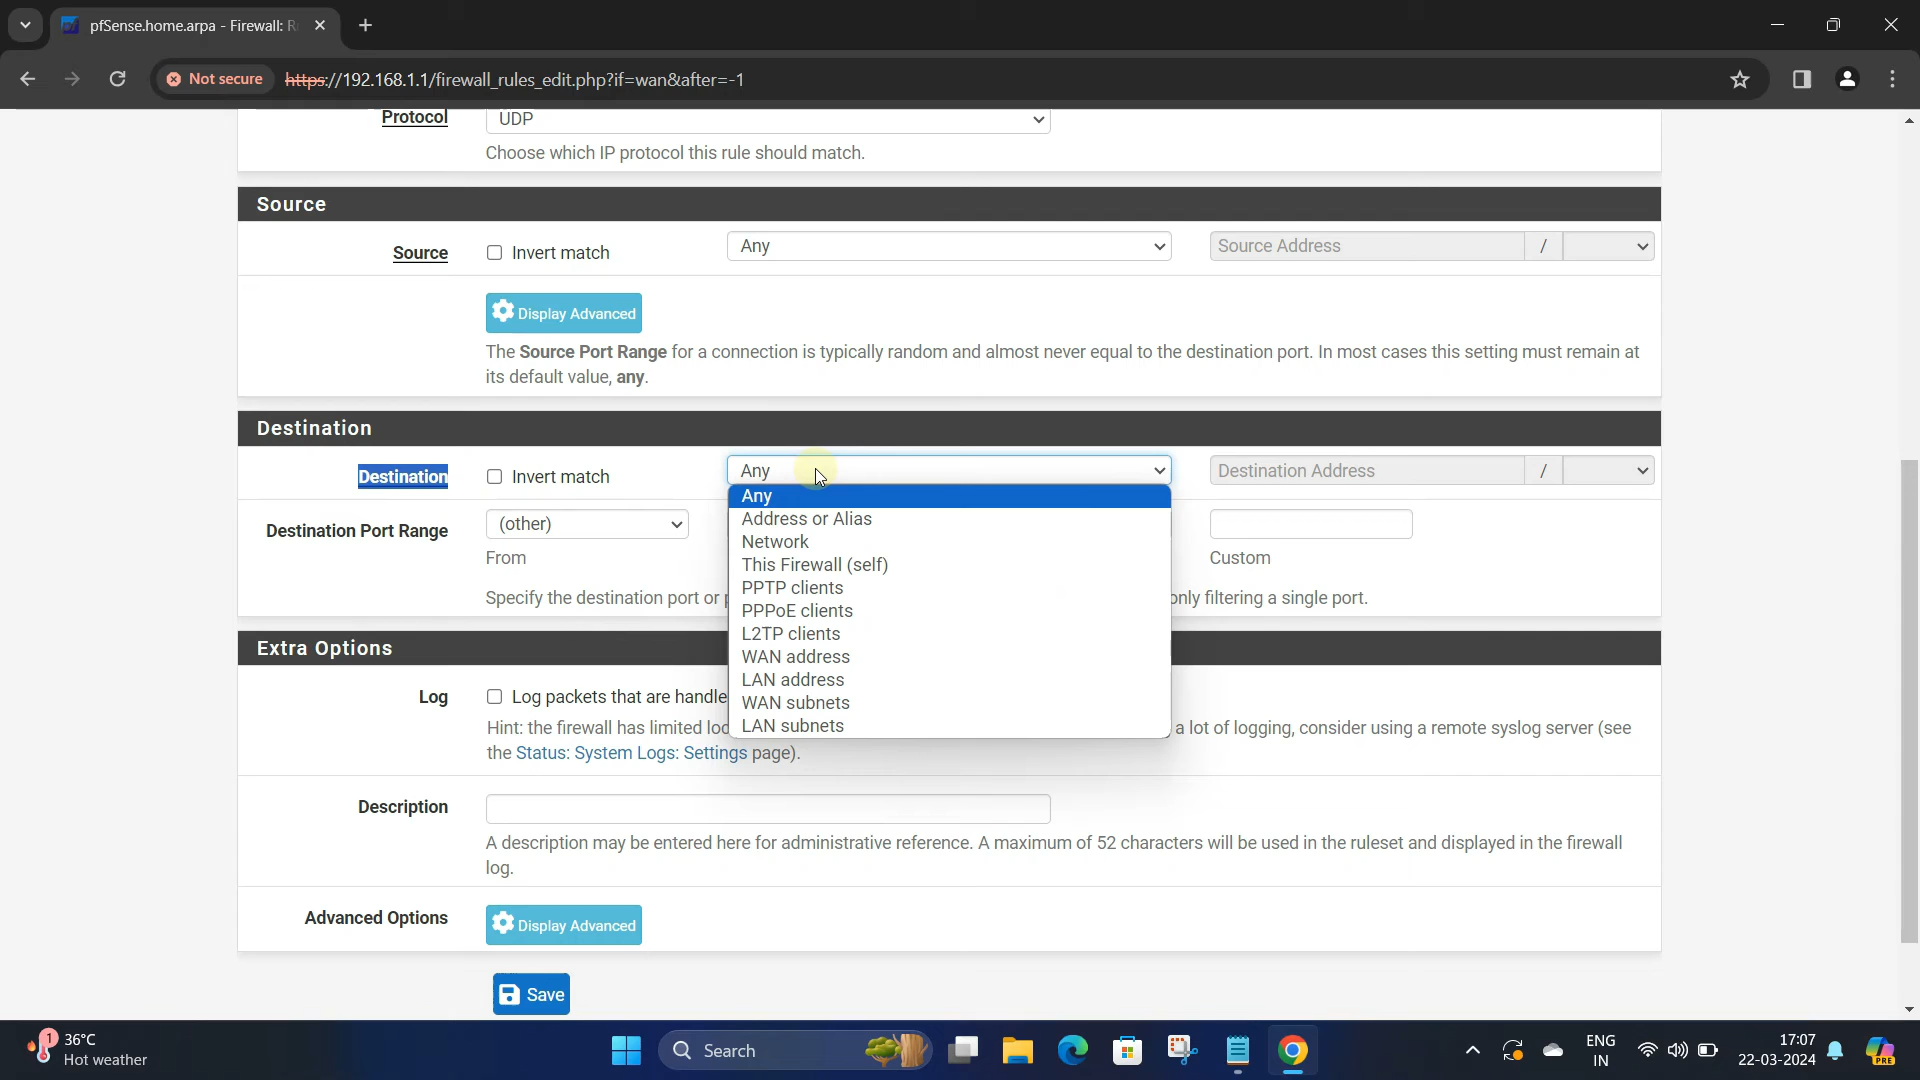 pfSense.home.arpa - Firewall:
Not secure https://192.168.1.1/firewall_rules_edit.php?if=wan&after=-1
Protocol UDP
Choose which IP protocol this rule should match.
Source
Source Invert match Any Source Address /
Display Advanced
The Source Port Range for a connection is typically random and almost never equal to the destination port. In most cases this setting must remain at
its default value, any.
Destination
Destination Invert match Any Destination Address /
Any
Address or Alias
Network
This Firewall (self)
PPTP clients
PPPoE clients
L2TP clients
WAN address
LAN address
WAN subnets
LAN subnets
Destination Port Range (other)
From Custom
Specify the destination port or only filtering a single port.
Extra Options
Log Log packets that are handle
Hint: the firewall has limited a lot of logging, consider using a remote syslog server (see
the Status: System Logs: Settings page).
Description
A description may be entered here for administrative reference. A maximum of 52 characters will be used in the ruleset and displayed in the firewall
log.
Advanced Options Display Advanced
Save
1 36°C
Hot weather
Search
ENG
IN
17:07
22-03-2024
PRE